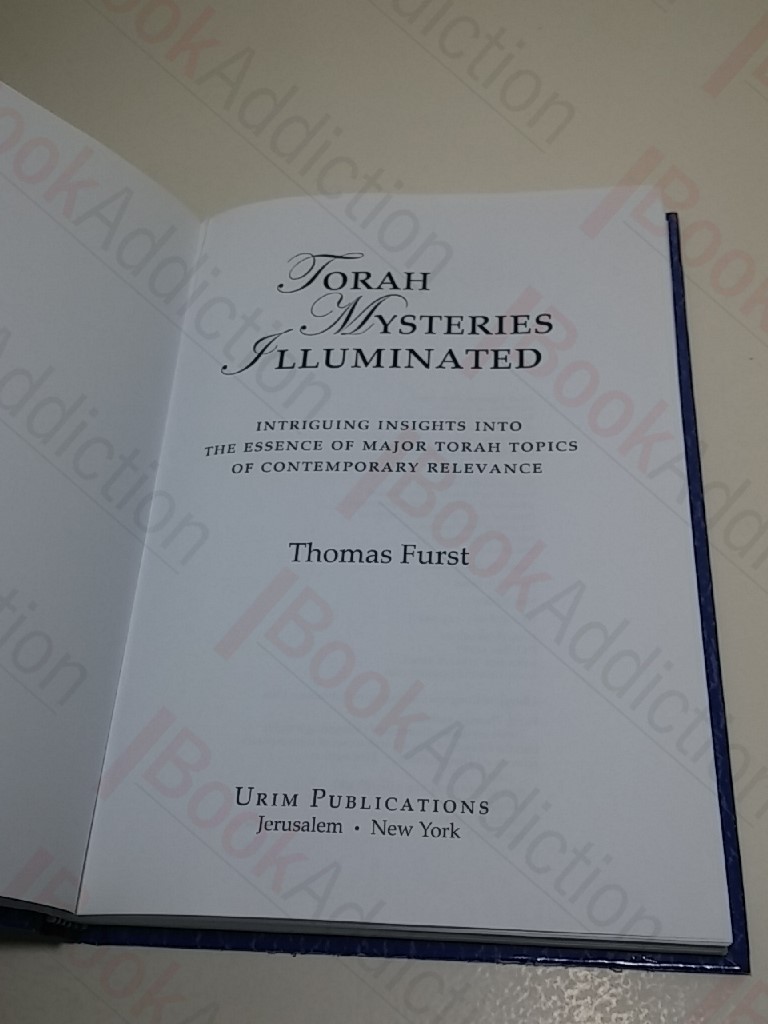 TORAH
MYSTERIES
ILLUMINATED
INTRIGUING INSIGHTS INTO
THE ESSENCE OF MAJOR TORAH TOPICS
OF CONTEMPORARY RELEVANCE
Thomas Furst
URIM PUBLICATIONS
Jerusalem • New York
BookAddiction